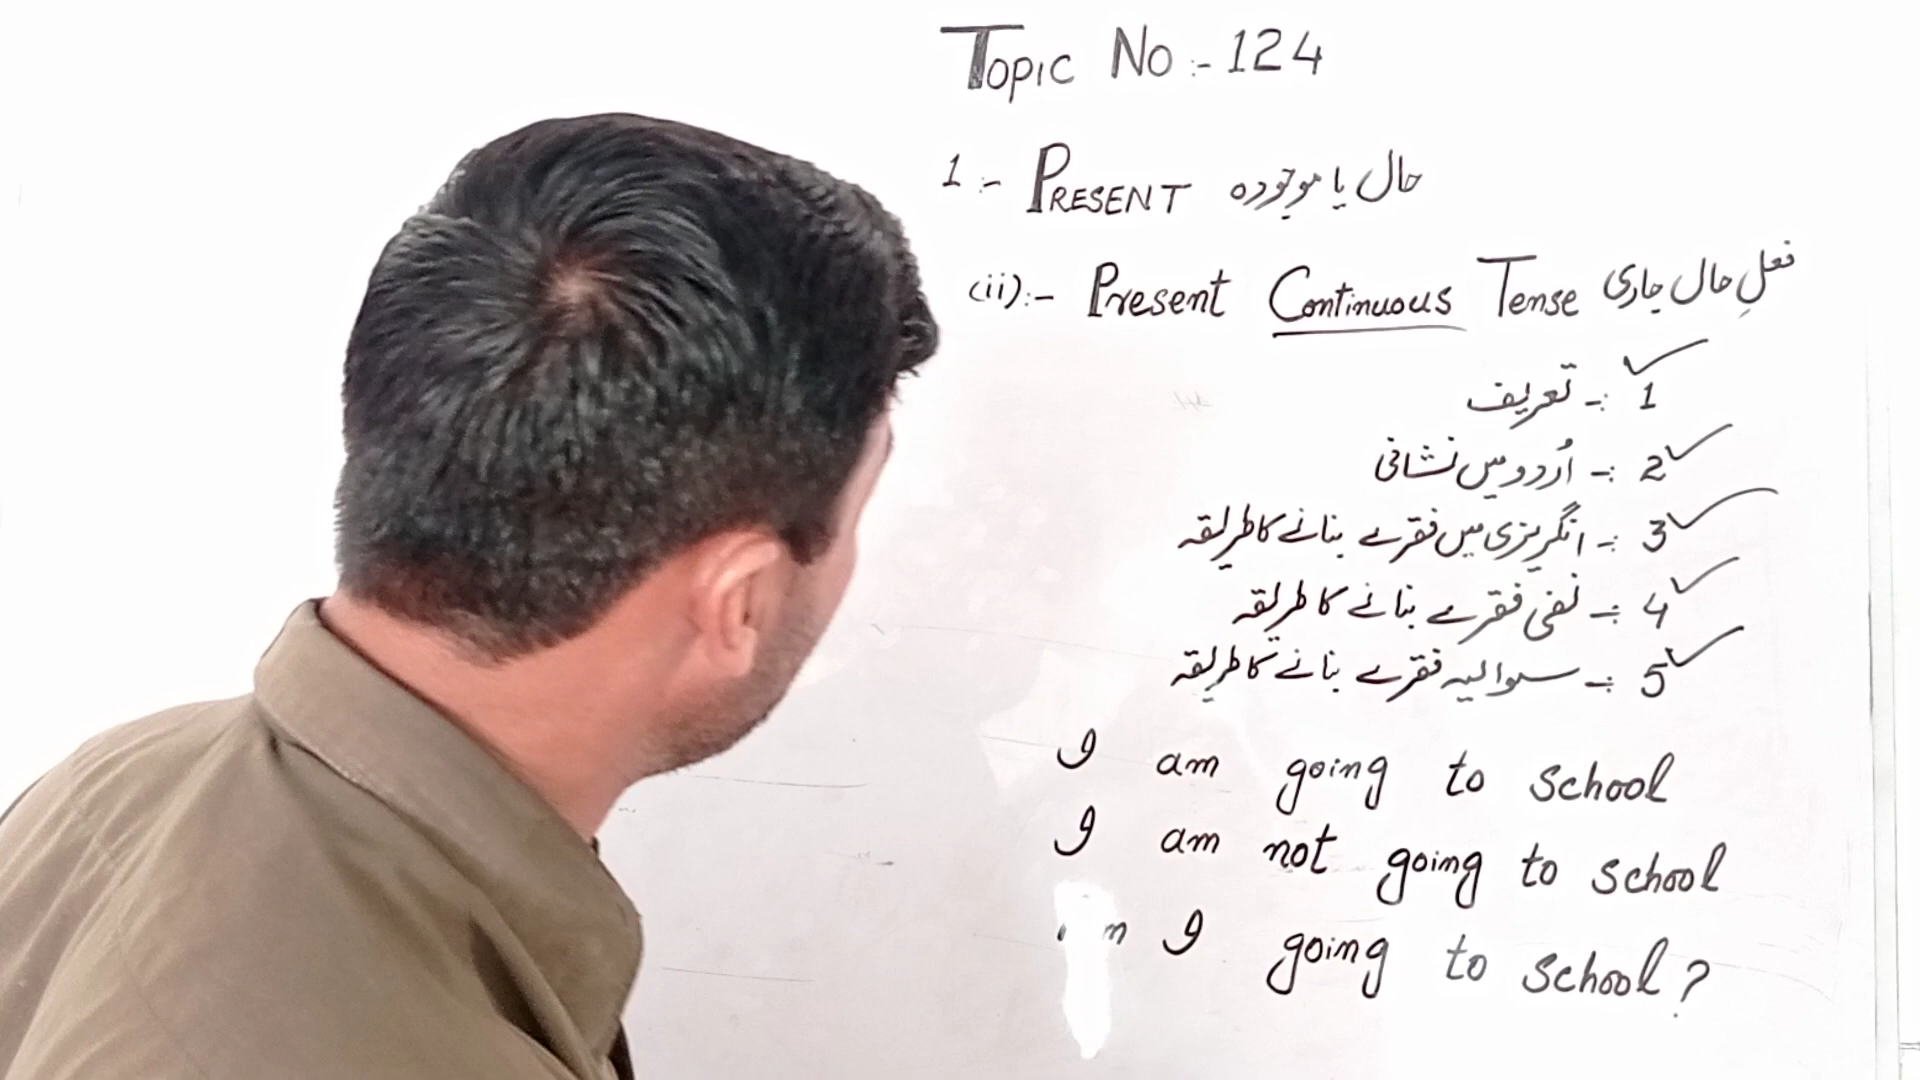 Topic No :- 124
1 :- PRESENT حال یا موجودہ
(ii) :- Present Continuous Tense فعلِ حال جاری
1 :- تعریف
2 :- اُردو میں نشانی
3 :- انگریزی میں فقرے بنانے کا طریقہ
4 :- نفی فقرے بنانے کا طریقہ
5 :- سوالیہ فقرے بنانے کا طریقہ
I am going to school
I am not going to school
I going to school ?